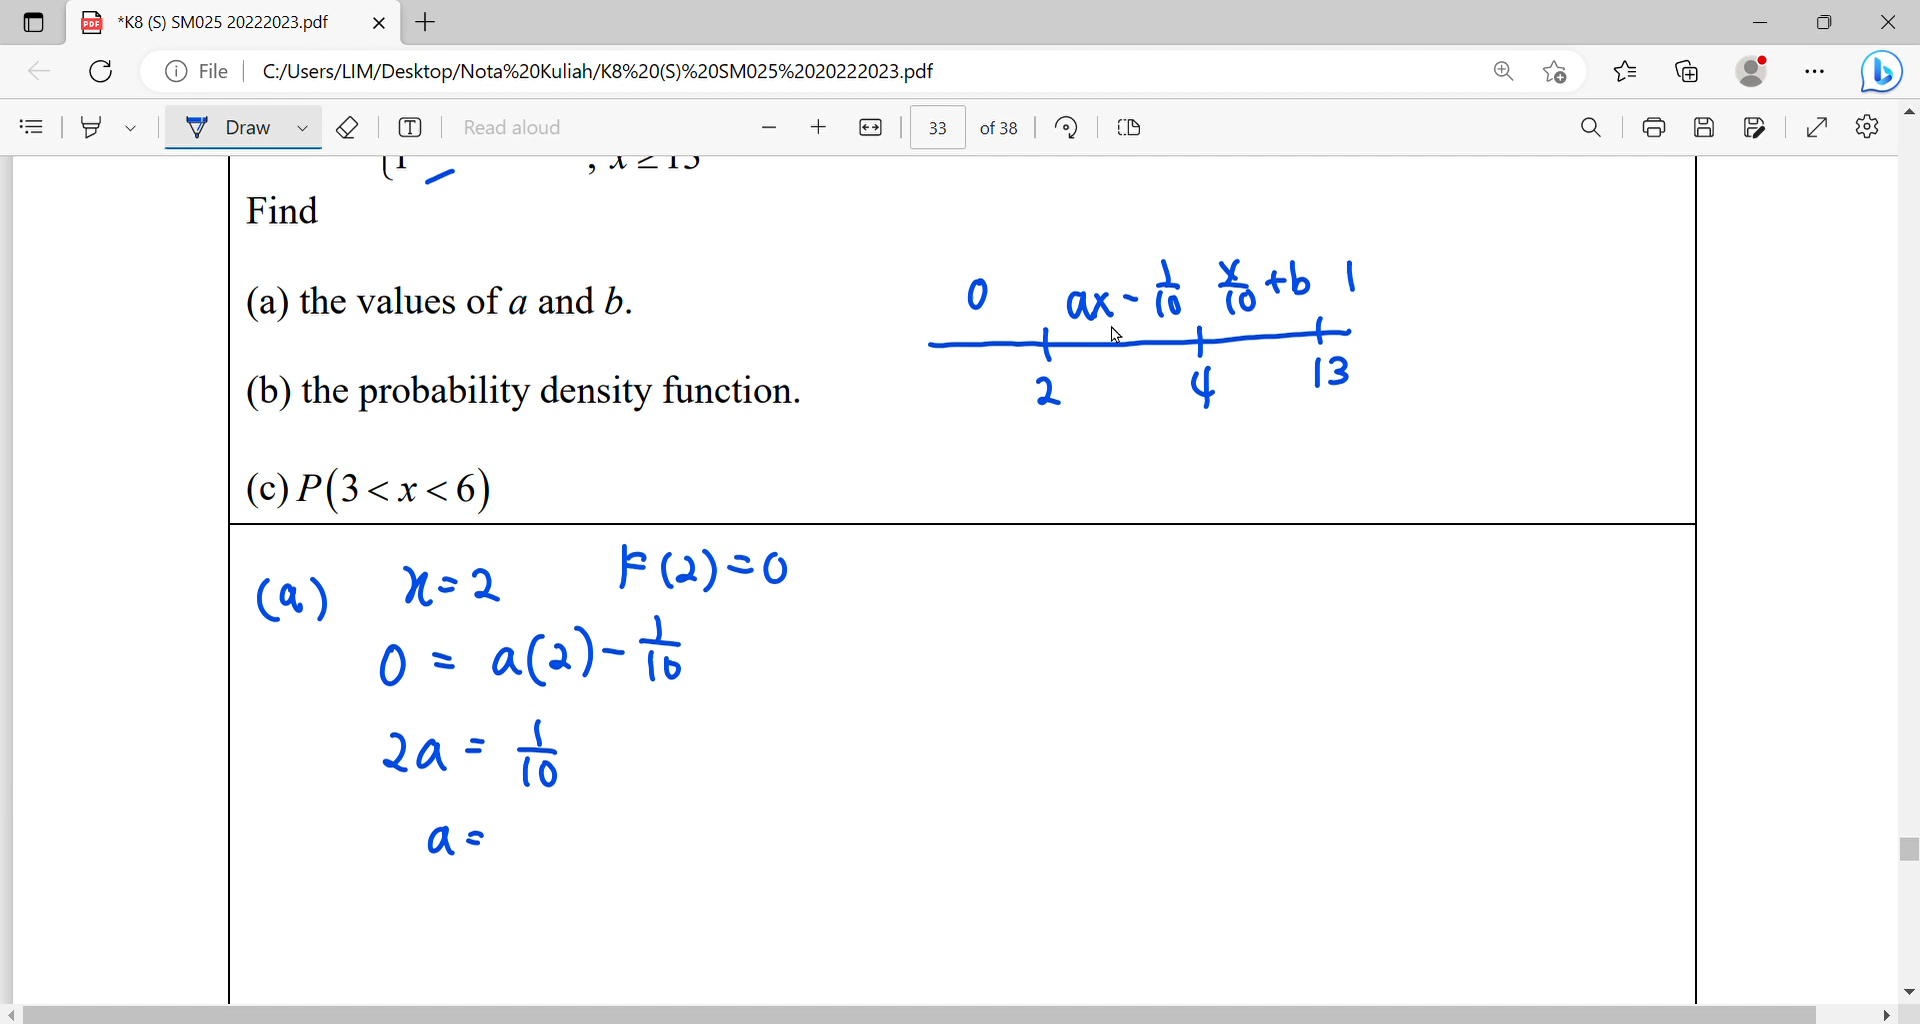 *K8 (S) SM025 20222023.pdf
File C:/Users/LIM/Desktop/Nota%20Kuliah/K8%20(S)%20SM025%2020222023.pdf
Draw Read aloud 33 of 38
{1 , x ≥ 13
Find
(a) the values of a and b.
(b) the probability density function.
(c) P(3 < x < 6)
0 ax - 1/10 x/10 + b 1
2 4 13
(a) x = 2 F(2) = 0
0 = a(2) - 1/10
2a = 1/10
a =